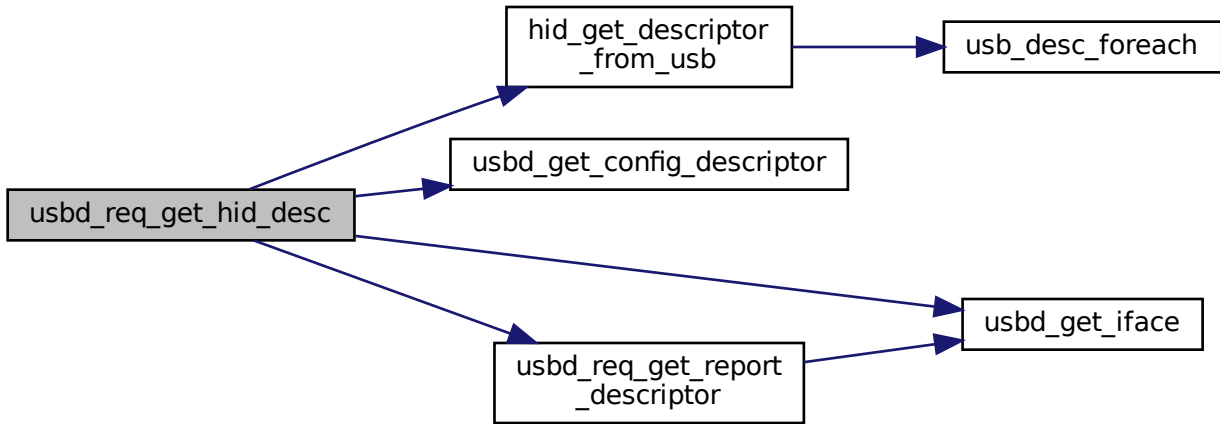 hid_get_descriptor
_from_usb
usb_desc_foreach
usbd_get_config_descriptor
usbd_req_get_hid_desc
usbd_get_iface
usbd_req_get_report
_descriptor